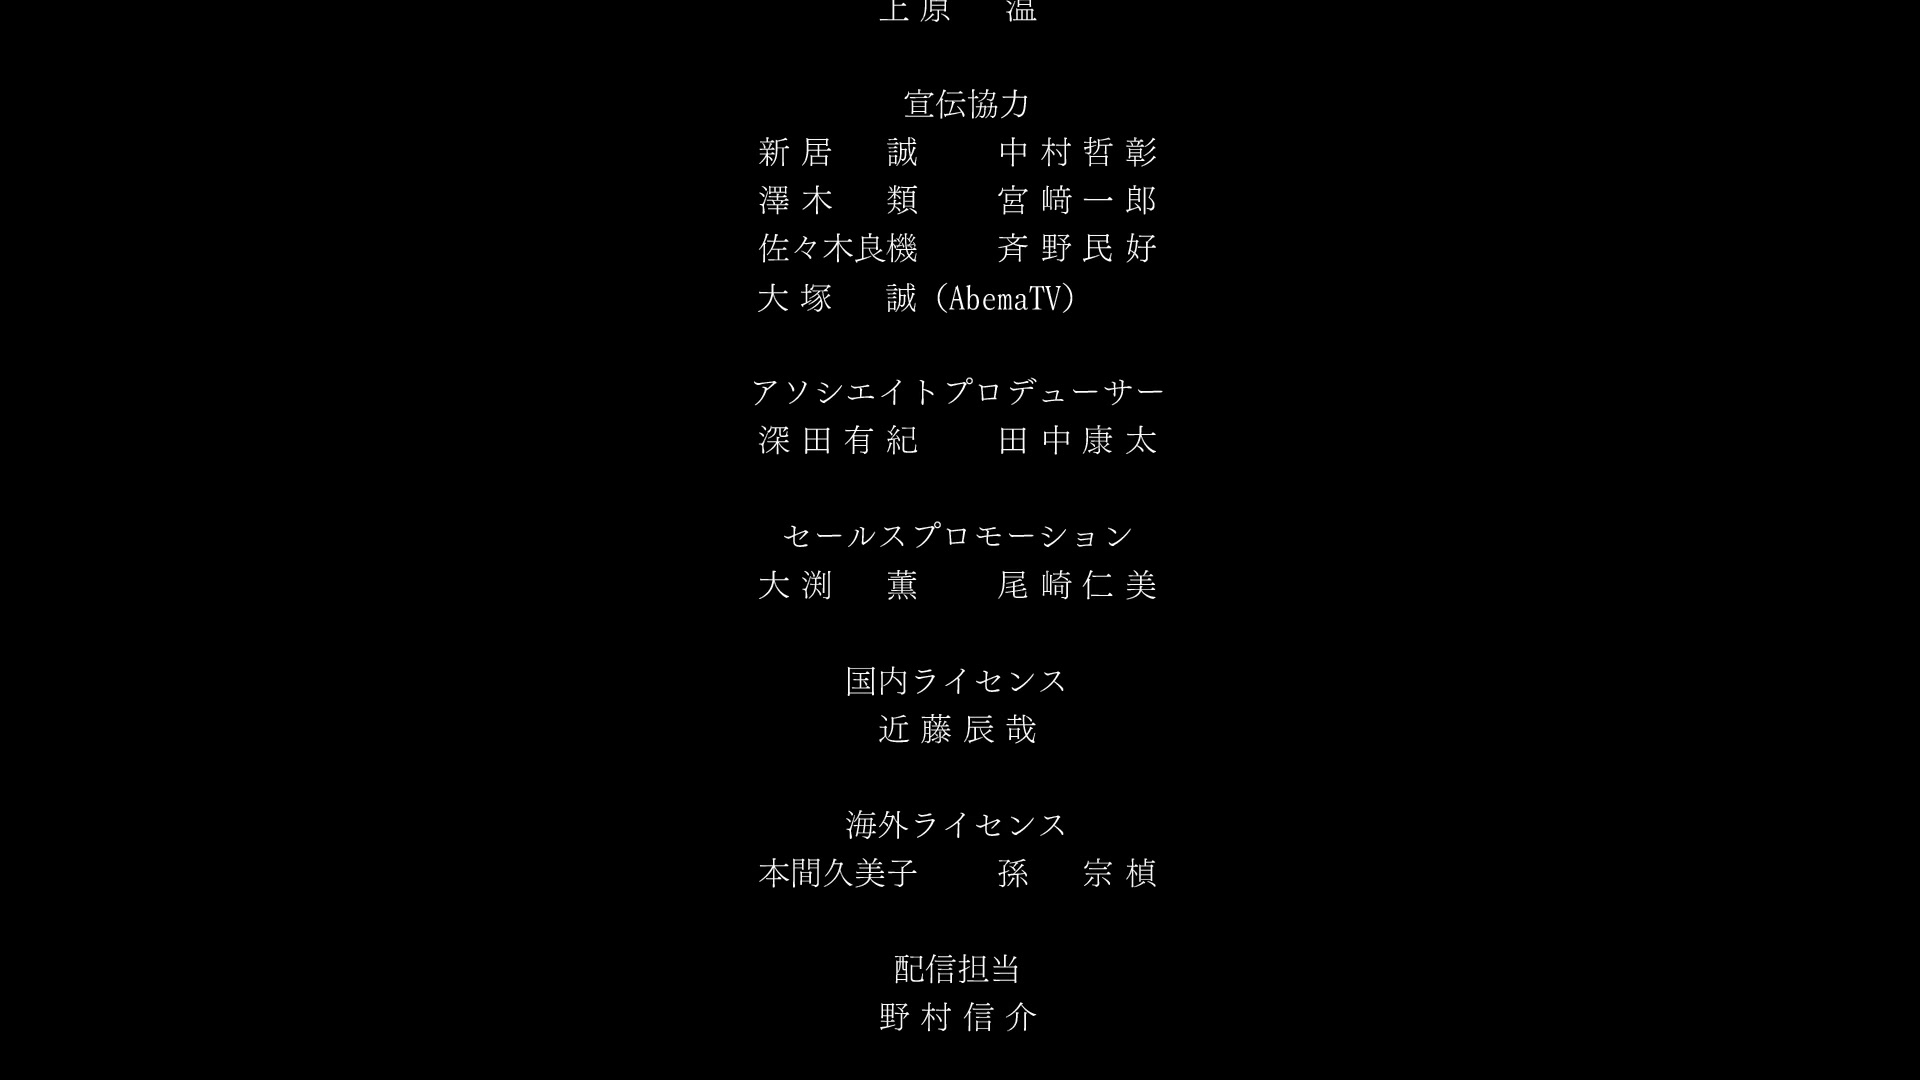 上原 温
宣伝協力
新居 誠 中村哲彰
澤木 類 宮﨑一郎
佐々木良機 斉野民好
大塚 誠(AbemaTV)
アソシエイトプロデューサー
深田有紀 田中康太
セールスプロモーション
大渕 薫 尾崎仁美
国内ライセンス
近藤辰哉
海外ライセンス
本間久美子 孫 宗楨
配信担当
野村信介